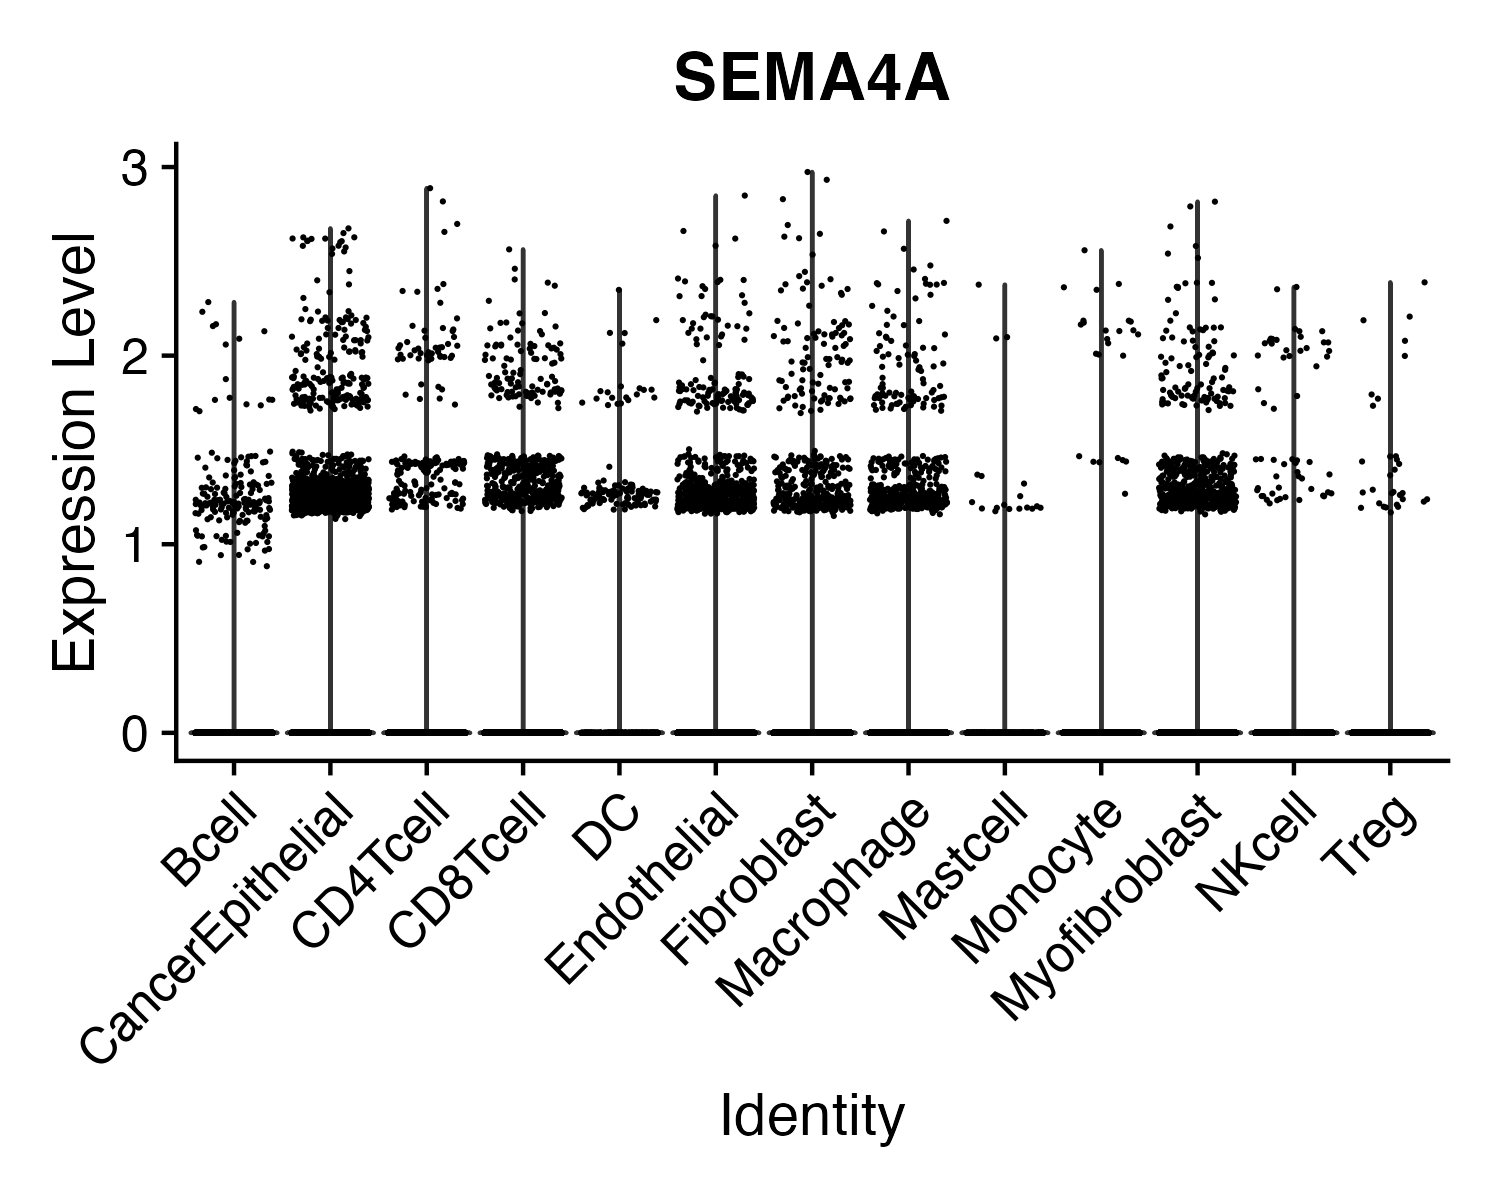 SEMA4A
Expression Level
3
2
1
0
Bcell
CancerEpithelial
CD4Tcell
CD8Tcell
DC
Endothelial
Fibroblast
Macrophage
Mastcell
Monocyte
Myofibroblast
NKcell
Treg
Identity